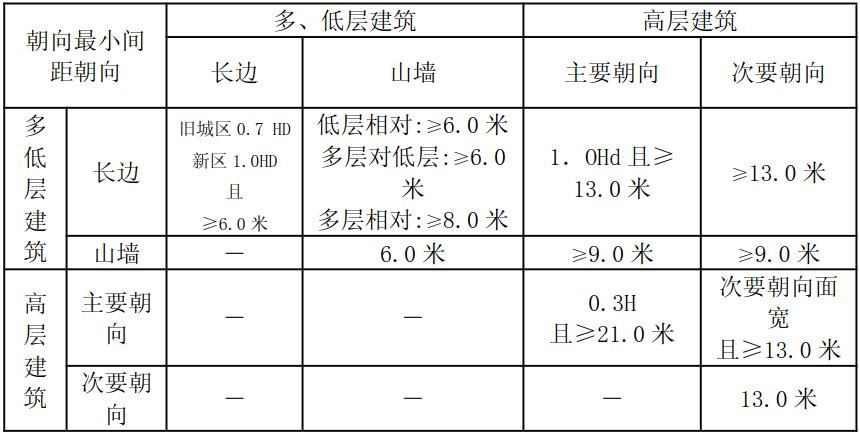 朝向最小间
距朝向
多、低层建筑
高层建筑
长边
山墙
主要朝向
次要朝向
多
低
层
建
筑
长边
旧城区 0.7 HD
新区 1.0HD
且
≥6.0 米
低层相对:≥6.0 米
多层对低层:≥6.0
米
多层相对:≥8.0 米
1. OHd 且≥
13.0 米
≥13.0 米
山墙
—
6.0 米
≥9.0 米
≥9.0 米
高
层
建
筑
主要朝
向
—
—
0.3H
且≥21.0 米
次要朝向面
宽
且≥13.0 米
次要朝
向
—
—
—
13.0 米